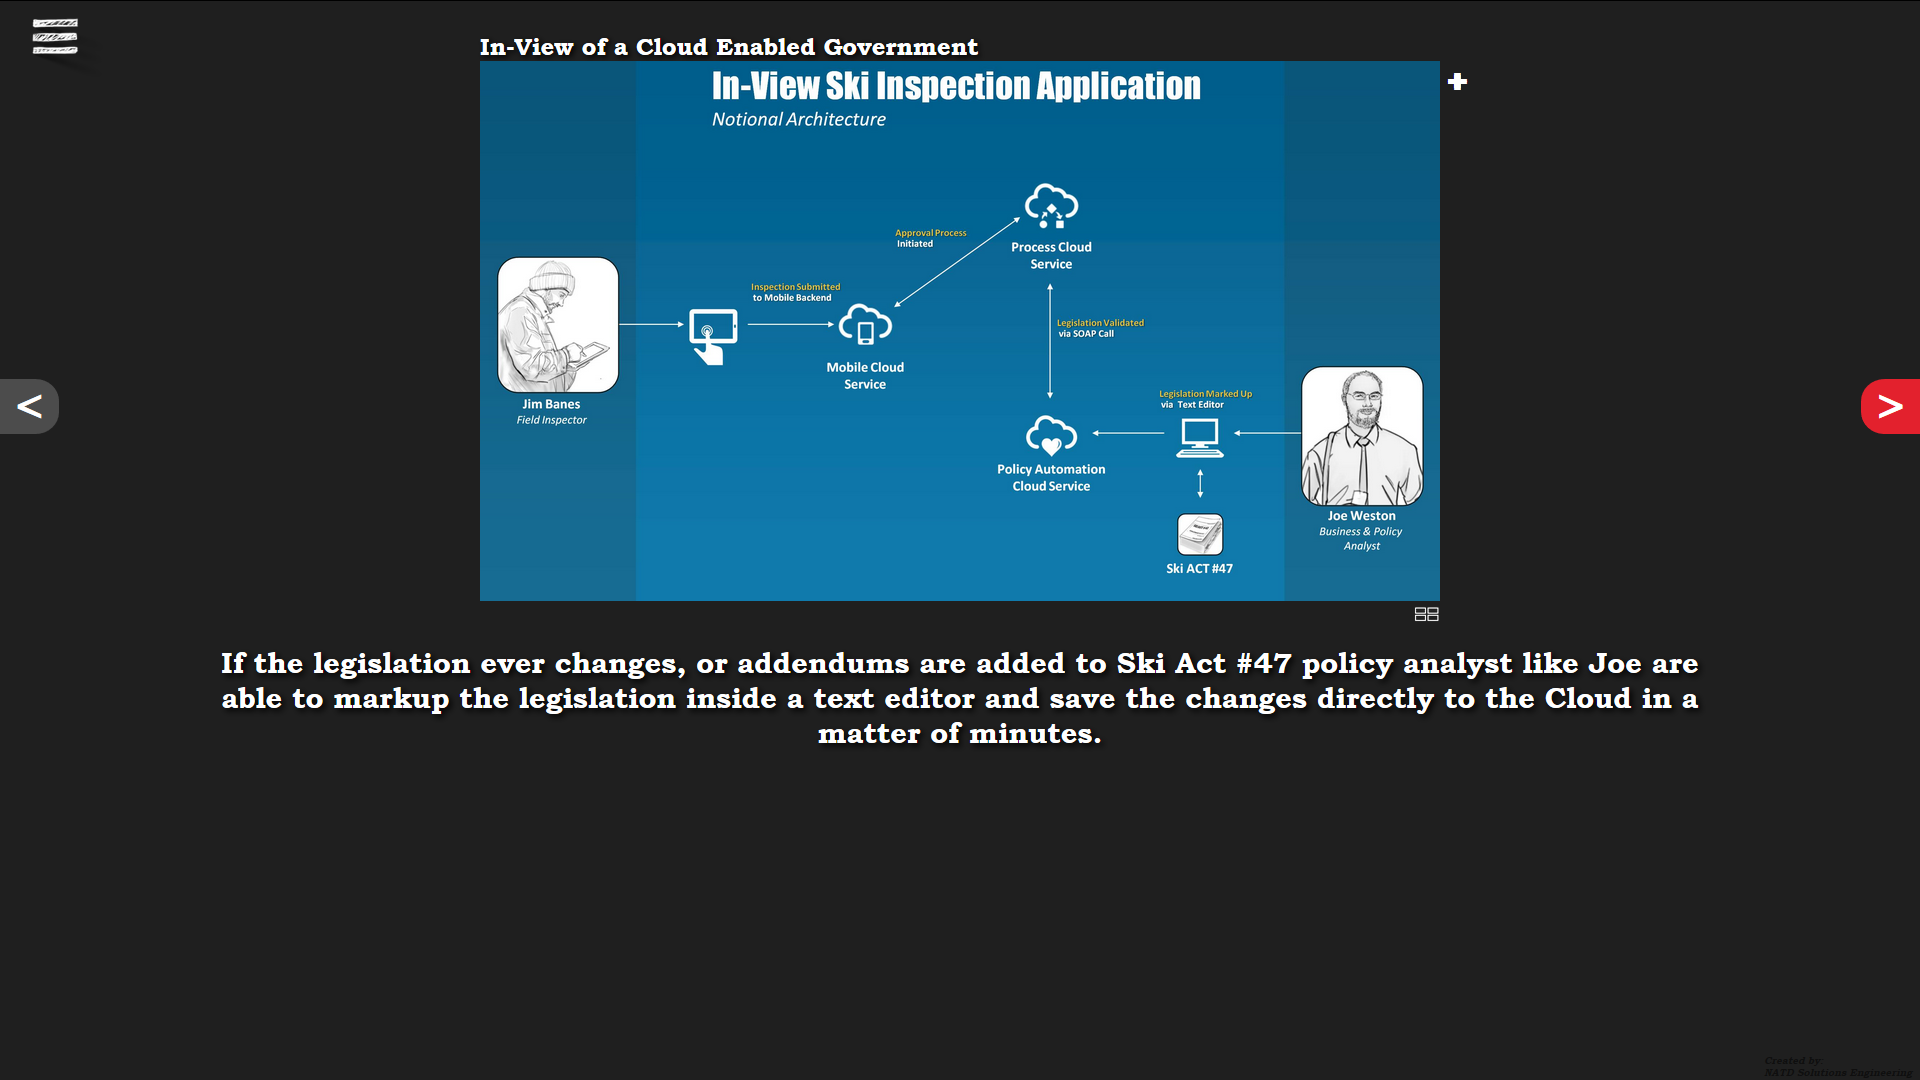 In-View of a Cloud Enabled Government
In-View Ski Inspection Application
Notional Architecture
Process Cloud
Service
Approval Process
Initiated
Inspection Submitted
to Mobile Backend
Mobile Cloud
Service
Legislation Validated
via SOAP Call
Jim Banes
Field Inspector
Legislation Marked Up
via Text Editor
Policy Automation
Cloud Service
Joe Weston
Business & Policy
Analyst
Ski ACT #47
<
>
If the legislation ever changes, or addendums are added to Ski Act #47 policy analyst like Joe are
able to markup the legislation inside a text editor and save the changes directly to the Cloud in a
matter of minutes.
Created by:
NATD Solutions Engineering